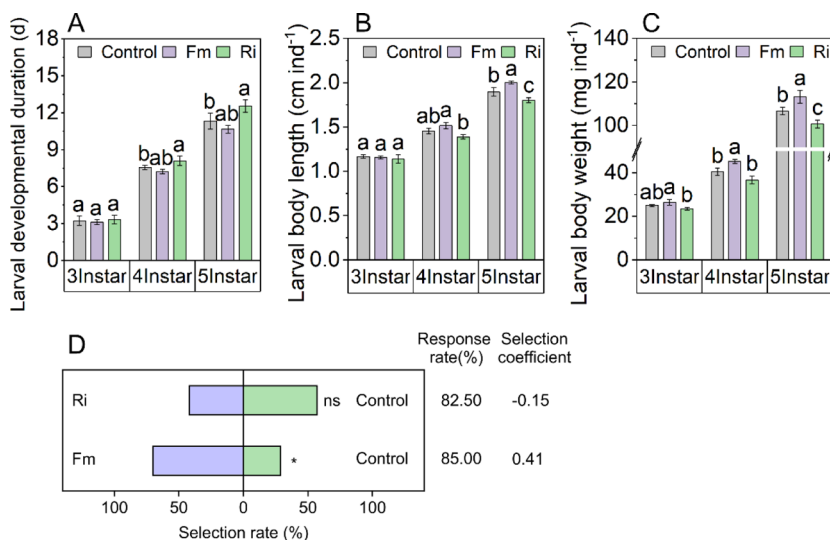 A
Larval developmental duration (d)
Control Fm Ri
15
12
9
6
3
0
a a a
b ab a
b ab a
3Instar 4Instar 5Instar
B
Larval body length (cm ind-1)
Control Fm Ri
2.5
2.0
1.5
1.0
0.5
0.0
a a a
ab a b
b a c
3Instar 4Instar 5Instar
C
Larval body weight (mg ind-1)
Control Fm Ri
140
120
100
40
20
0
ab a b
b a b
b a c
3Instar 4Instar 5Instar
D
Response rate(%)
Selection coefficient
Ri ns Control 82.50 -0.15
Fm * Control 85.00 0.41
100 50 0 50 100
Selection rate (%)